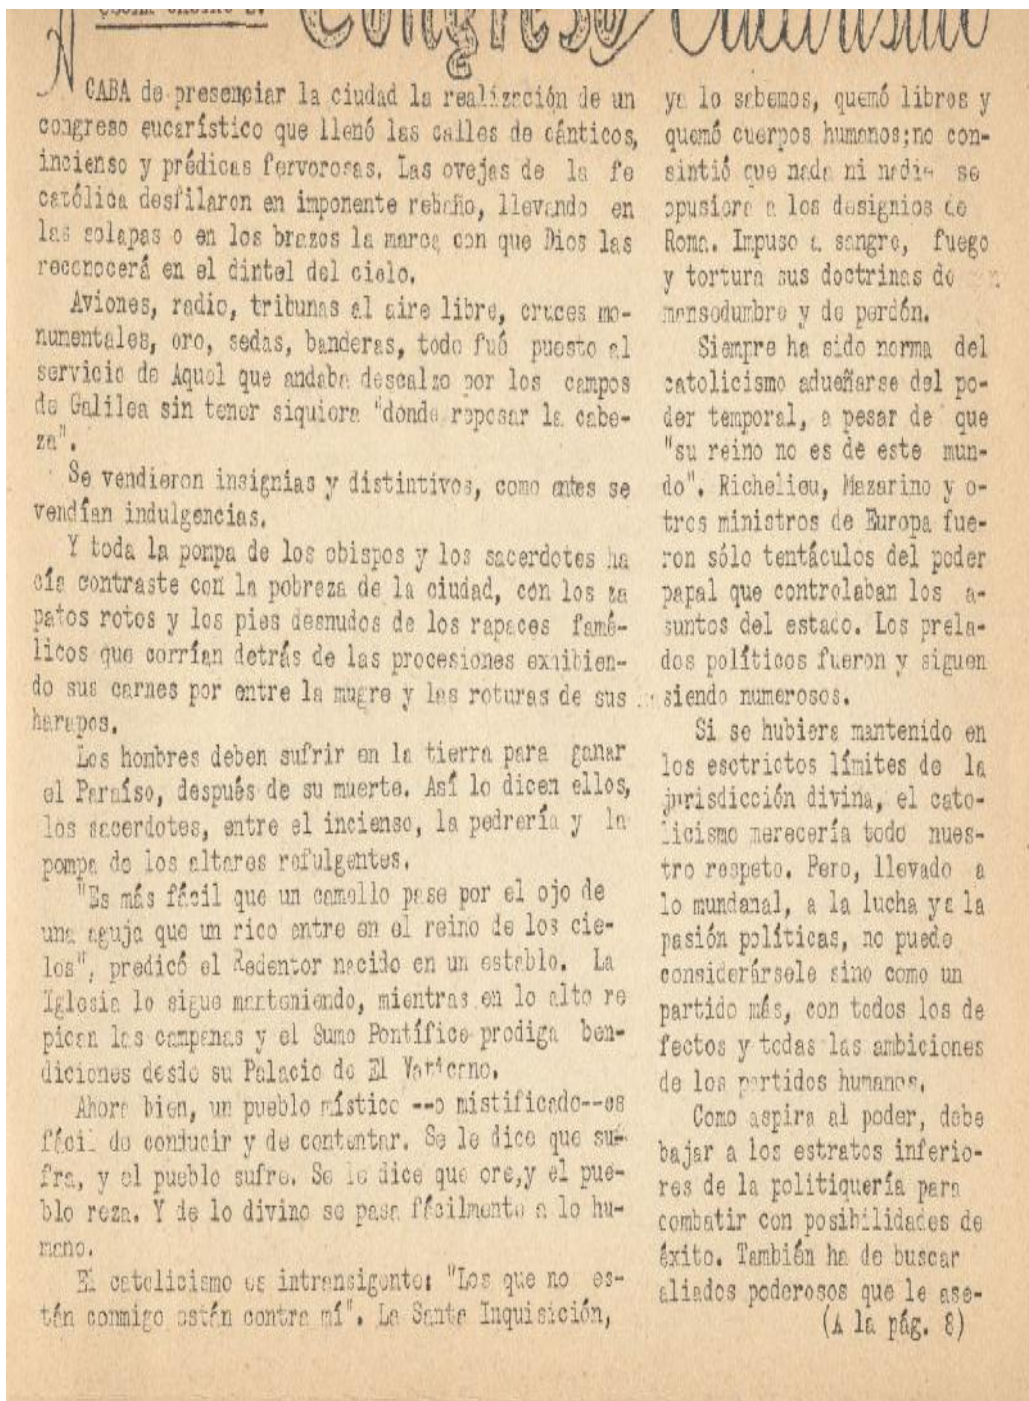 Congreso
ACABA de presenciar la ciudad la realización de un
congreso eucarístico que llenó las calles de cánticos,
incienso y prédicas fervorosas. Las ovejas de la fe
católica desfilaron en imponente rebaño, llevando en
las solapas o en los brazos la marca con que Dios las
reconocerá en el dintel del cielo.
Aviones, radio, tribunas al aire libre, cruces mo-
numentales, oro, sedas, banderas, todo fué puesto al
servicio de Aquel que andaba descalzo por los campos
de Galilea sin tener siquiera "donde reposar la cabe-
za".
Se vendieron insignias y distintivos, como antes se
vendían indulgencias.
Y toda la pompa de los obispos y los sacerdotes ha
cía contraste con la pobreza de la ciudad, con los za
patos rotos y los pies desnudos de los rapaces famé-
licos que corrían detrás de las procesiones exhibien-
do sus carnes por entre la mugre y las roturas de sus
harapos.
Los hombres deben sufrir en la tierra para ganar
el Paraíso, después de su muerte. Así lo dicen ellos,
los sacerdotes, entre el incienso, la pedrería y la
pompa de los altares refulgentes.
"Es más fácil que un camello pase por el ojo de
una aguja que un rico entre en el reino de los cie-
los", predicó el Redentor nacido en un establo. La
Iglesia lo sigue manteniendo, mientras en lo alto re
pican las campanas y el Sumo Pontífice prodiga ben-
diciones desde su Palacio de El Vaticano.
Ahora bien, un pueblo místico --o mistificado--es
fácil de conducir y de contentar. Se le dice que su-
fra, y el pueblo sufre. Se le dice que ore,y el pue-
blo reza. Y de lo divino se pasa fácilmente a lo hu-
mano.
El catolicismo es intransigente: "Los que no es-
tán conmigo están contra mí". La Santa Inquisición,
ya lo sabemos, quemó libros y
quemó cuerpos humanos;no con-
sintió que nada ni nadie se
opusiera a los designios de
Roma. Impuso a sangre, fuego
y tortura sus doctrinas de
mansedumbre y de perdón.
Siempre ha sido norma del
catolicismo adueñarse del po-
der temporal, a pesar de que
"su reino no es de este mun-
do". Richelieu, Mazarino y o-
tros ministros de Europa fue-
ron sólo tentáculos del poder
papal que controlaban los a-
suntos del estado. Los prela-
dos políticos fueron y siguen
siendo numerosos.
Si se hubiera mantenido en
los esctrictos límites de la
jurisdicción divina, el cato-
licismo merecería todo nues-
tro respeto. Pero, llevado a
lo mundanal, a la lucha ya la
pasión políticas, no puede
considerársele sino como un
partido más, con todos los de
fectos y todas las ambiciones
de los partidos humanos.
Como aspira al poder, debe
bajar a los estratos inferio-
res de la politiquería para
combatir con posibilidades de
éxito. También ha de buscar
aliados poderosos que le ase-
(A la pág. 8)